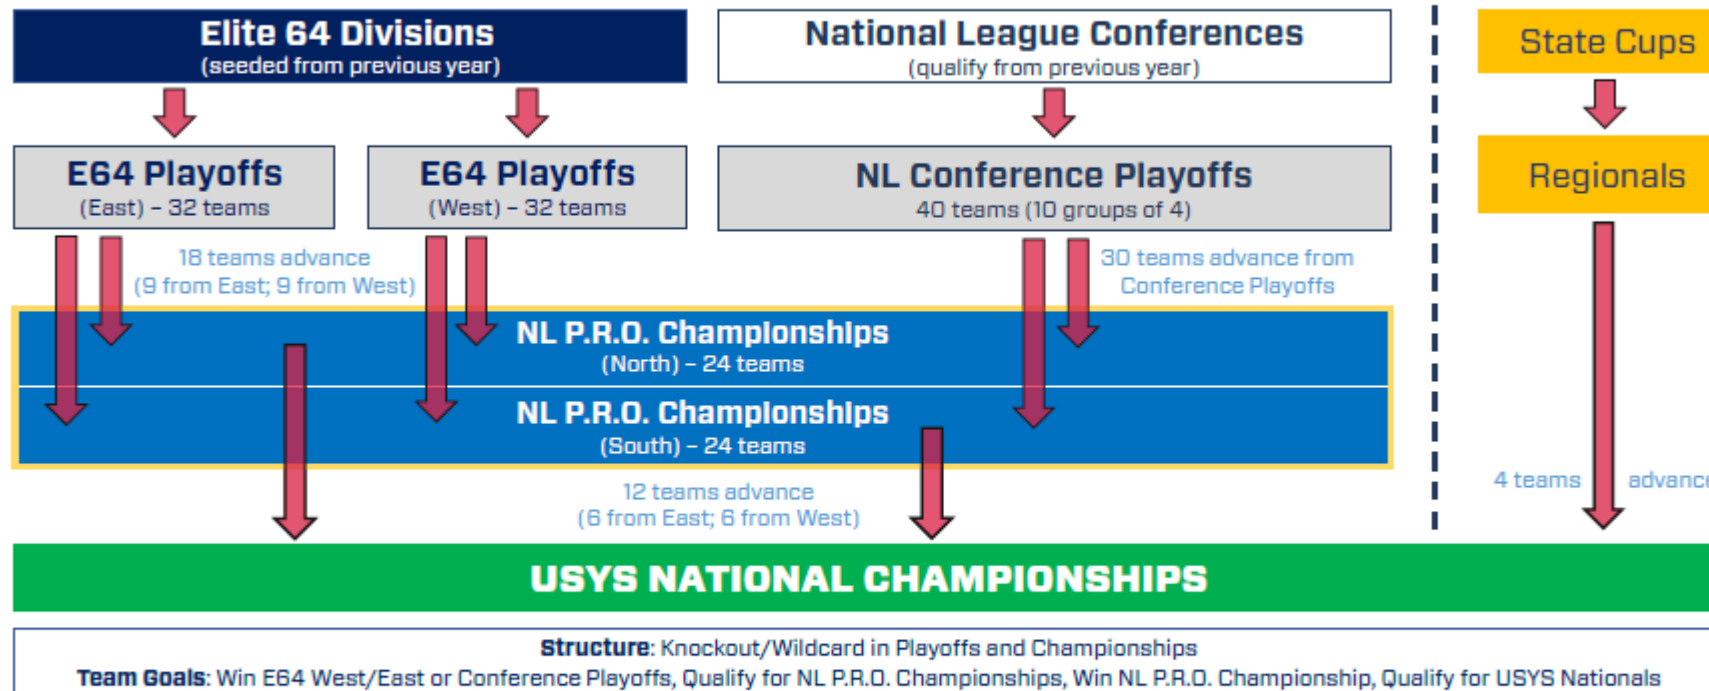 Elite 64 Divisions
(seeded from previous year)
National League Conferences
(qualify from previous year)
State Cups
E64 Playoffs
(East) – 32 teams
E64 Playoffs
(West) – 32 teams
NL Conference Playoffs
40 teams (10 groups of 4)
Regionals
18 teams advance
(9 from East; 9 from West)
30 teams advance from
Conference Playoffs
NL P.R.O. Championships
(North) – 24 teams
NL P.R.O. Championships
(South) – 24 teams
12 teams advance
(6 from East; 6 from West)
4 teams advance
USYS NATIONAL CHAMPIONSHIPS
Structure: Knockout/Wildcard in Playoffs and Championships
Team Goals: Win E64 West/East or Conference Playoffs, Qualify for NL P.R.O. Championships, Win NL P.R.O. Championship, Qualify for USYS Nationals